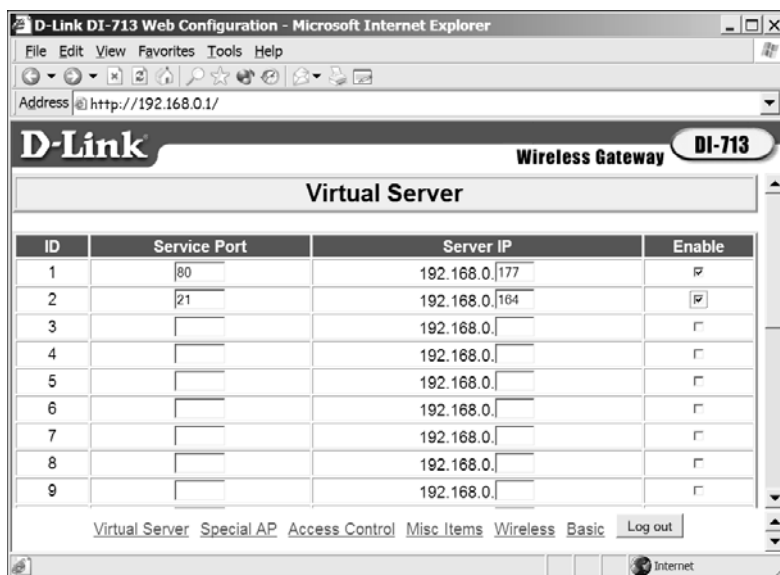 D-Link DI-713 Web Configuration - Microsoft Internet Explorer
File Edit View Favorites Tools Help
Address http://192.168.0.1/
D-Link
Wireless Gateway DI-713
Virtual Server
ID Service Port Server IP Enable
1 80 192.168.0. 177
2 21 192.168.0. 164
3 192.168.0.
4 192.168.0.
5 192.168.0.
6 192.168.0.
7 192.168.0.
8 192.168.0.
9 192.168.0.
Virtual Server Special AP Access Control Misc Items Wireless Basic Log out
Internet